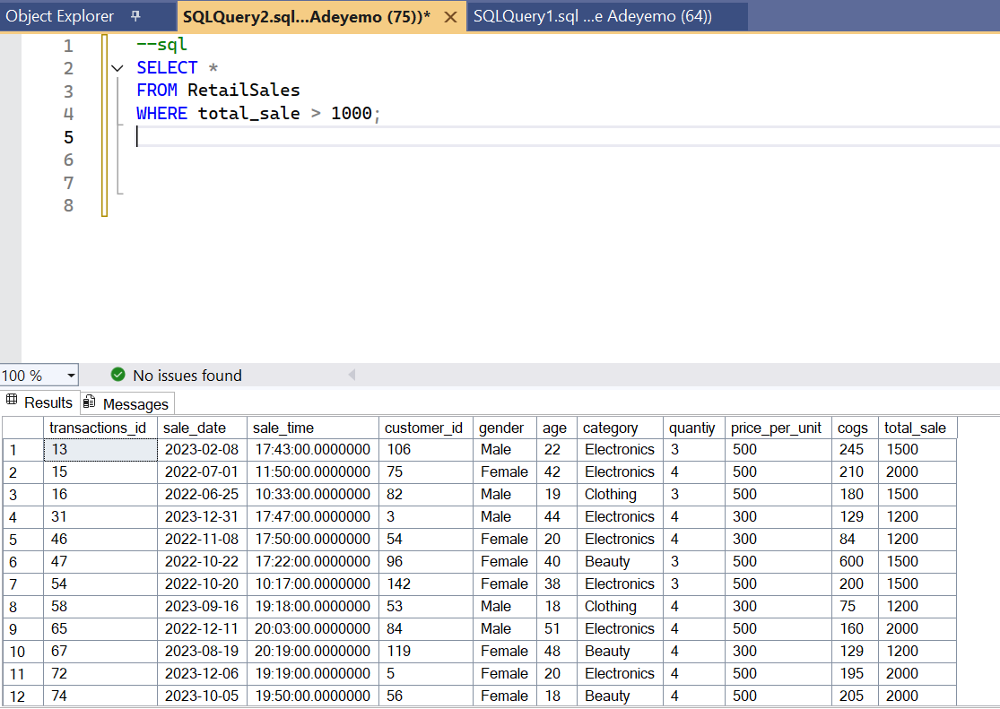 Object Explorer SQLQuery2.sql...Adeyemo (75))* SQLQuery1.sql ...e Adeyemo (64))
1 --sql
2 SELECT *
3 FROM RetailSales
4 WHERE total_sale > 1000;
5
6
7
8
100 % No issues found
Results Messages
transactions_id sale_date sale_time customer_id gender age category quantiy price_per_unit cogs total_sale
1 13 2023-02-08 17:43:00.0000000 106 Male 22 Electronics 3 500 245 1500
2 15 2022-07-01 11:50:00.0000000 75 Female 42 Electronics 4 500 210 2000
3 16 2022-06-25 10:33:00.0000000 82 Male 19 Clothing 3 500 180 1500
4 31 2023-12-31 17:47:00.0000000 3 Male 44 Electronics 4 300 129 1200
5 46 2022-11-08 17:50:00.0000000 54 Female 20 Electronics 4 300 84 1200
6 47 2022-10-22 17:22:00.0000000 96 Female 40 Beauty 3 500 600 1500
7 54 2022-10-20 10:17:00.0000000 142 Female 38 Electronics 3 500 200 1500
8 58 2023-09-16 19:18:00.0000000 53 Male 18 Clothing 4 300 75 1200
9 65 2022-12-11 20:03:00.0000000 84 Male 51 Electronics 4 500 160 2000
10 67 2023-08-19 20:19:00.0000000 119 Female 48 Beauty 4 300 129 1200
11 72 2023-12-06 19:19:00.0000000 5 Female 20 Electronics 4 500 195 2000
12 74 2023-10-05 19:50:00.0000000 56 Female 18 Beauty 4 500 205 2000